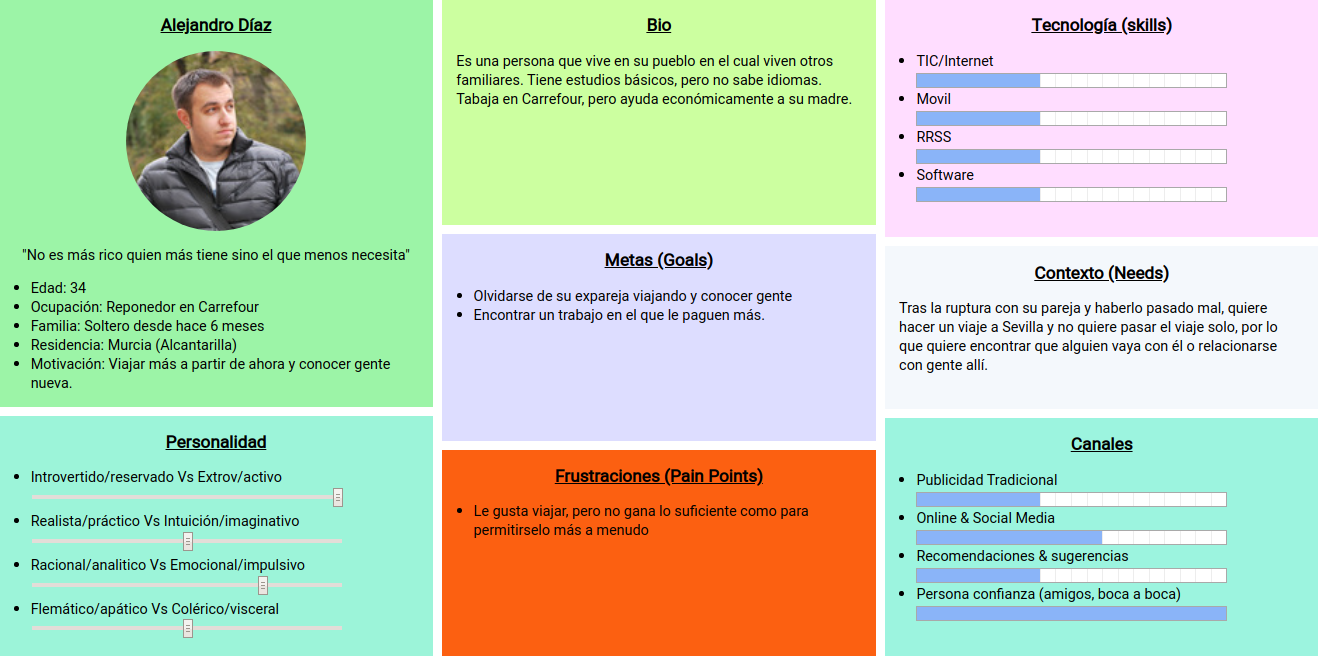 Alejandro Díaz
"No es más rico quien más tiene sino el que menos necesita"
Edad: 34
Ocupación: Reponedor en Carrefour
Familia: Soltero desde hace 6 meses
Residencia: Murcia (Alcantarilla)
Motivación: Viajar más a partir de ahora y conocer gente
nueva.
Personalidad
Introvertido/reservado Vs Extrov/activo
Realista/práctico Vs Intuición/imaginativo
Racional/analitico Vs Emocional/impulsivo
Flemático/apático Vs Colérico/visceral
Bio
Es una persona que vive en su pueblo en el cual viven otros
familiares. Tiene estudios básicos, pero no sabe idiomas.
Tabaja en Carrefour, pero ayuda económicamente a su madre.
Metas (Goals)
Olvidarse de su expareja viajando y conocer gente
Encontrar un trabajo en el que le paguen más.
Frustraciones (Pain Points)
Le gusta viajar, pero no gana lo suficiente como para
permitirselo más a menudo
Tecnología (skills)
TIC/Internet
Movil
RRSS
Software
Contexto (Needs)
Tras la ruptura con su pareja y haberlo pasado mal, quiere
hacer un viaje a Sevilla y no quiere pasar el viaje solo, por lo
que quiere encontrar que alguien vaya con él o relacionarse
con gente allí.
Canales
Publicidad Tradicional
Online & Social Media
Recomendaciones & sugerencias
Persona confianza (amigos, boca a boca)